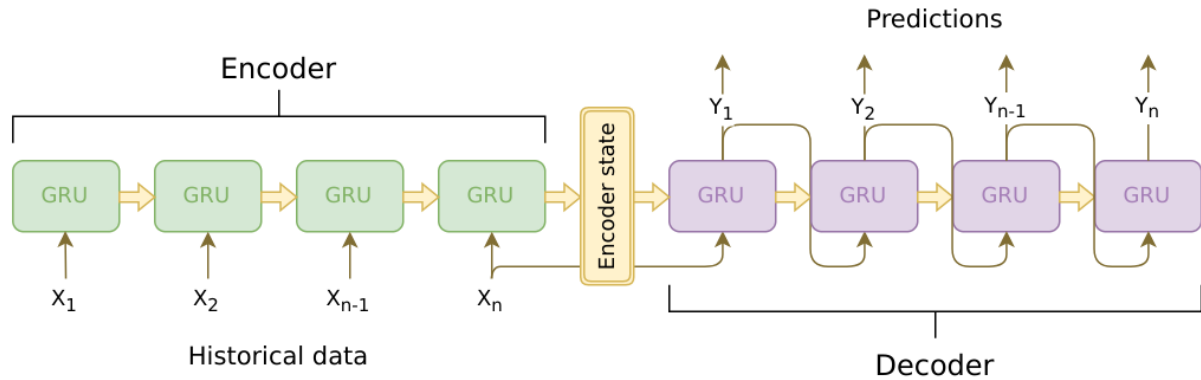 Predictions
Encoder
Y₁ Y₂ Yₙ₋₁ Yₙ
GRU GRU GRU GRU
Encoder state
GRU GRU GRU GRU
X₁ X₂ Xₙ₋₁ Xₙ
Historical data
Decoder